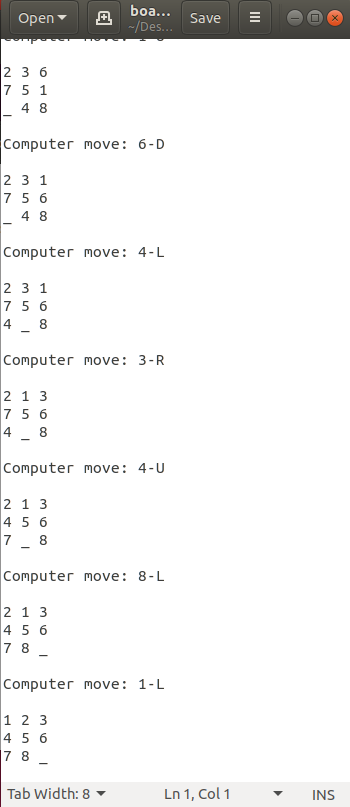 Open
boa...
~/Des...
Save
Computer move:
2 3 6
7 5 1
_ 4 8
Computer move: 6-D
2 3 1
7 5 6
_ 4 8
Computer move: 4-L
2 3 1
7 5 6
4 _ 8
Computer move: 3-R
2 1 3
7 5 6
4 _ 8
Computer move: 4-U
2 1 3
4 5 6
7 _ 8
Computer move: 8-L
2 1 3
4 5 6
7 8 _
Computer move: 1-L
1 2 3
4 5 6
7 8 _
Tab Width: 8
Ln 1, Col 1
INS